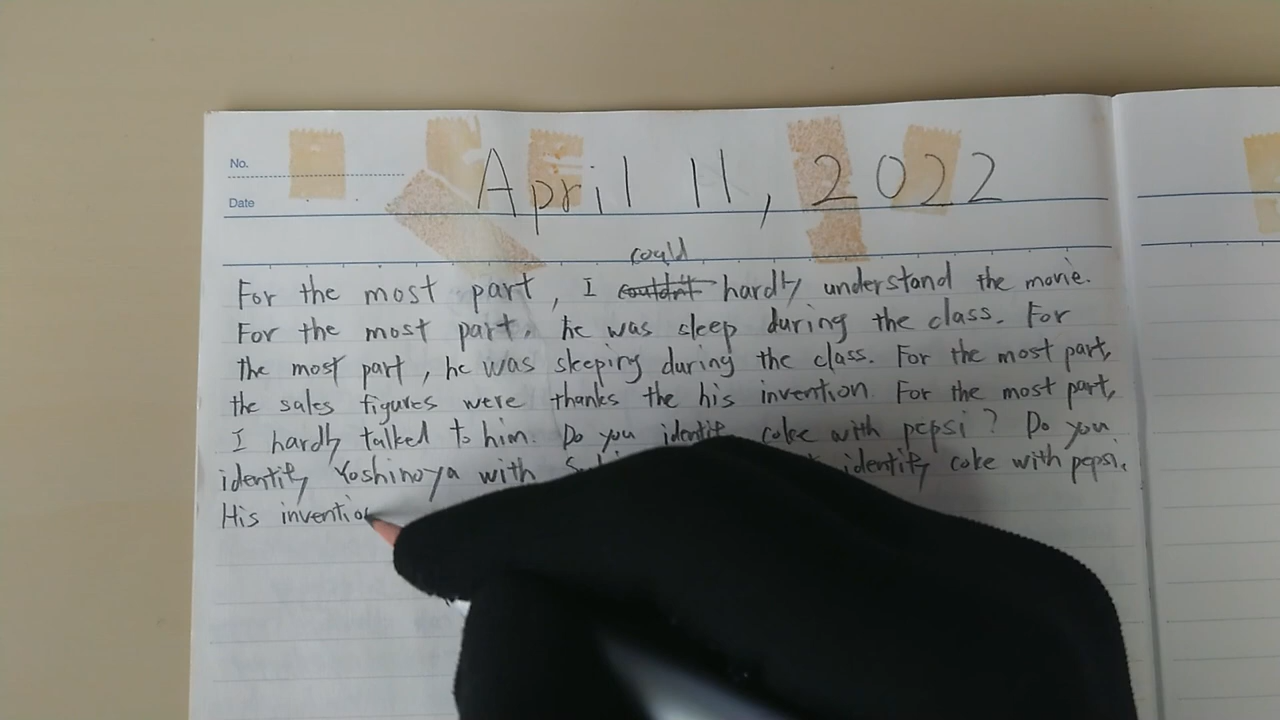 No.
April 11, 2022
Date
could
For the most part, I couldn't hardly understand the movie.
For the most part, he was sleep during the class. For
the most part, he was sleeping during the class. For the most part,
the sales figures were thanks the his invention. For the most part,
I hardly talked to him. Do you identify coke with pepsi? Do you
identify Yoshinoya with identify coke with pepsi.
His invention